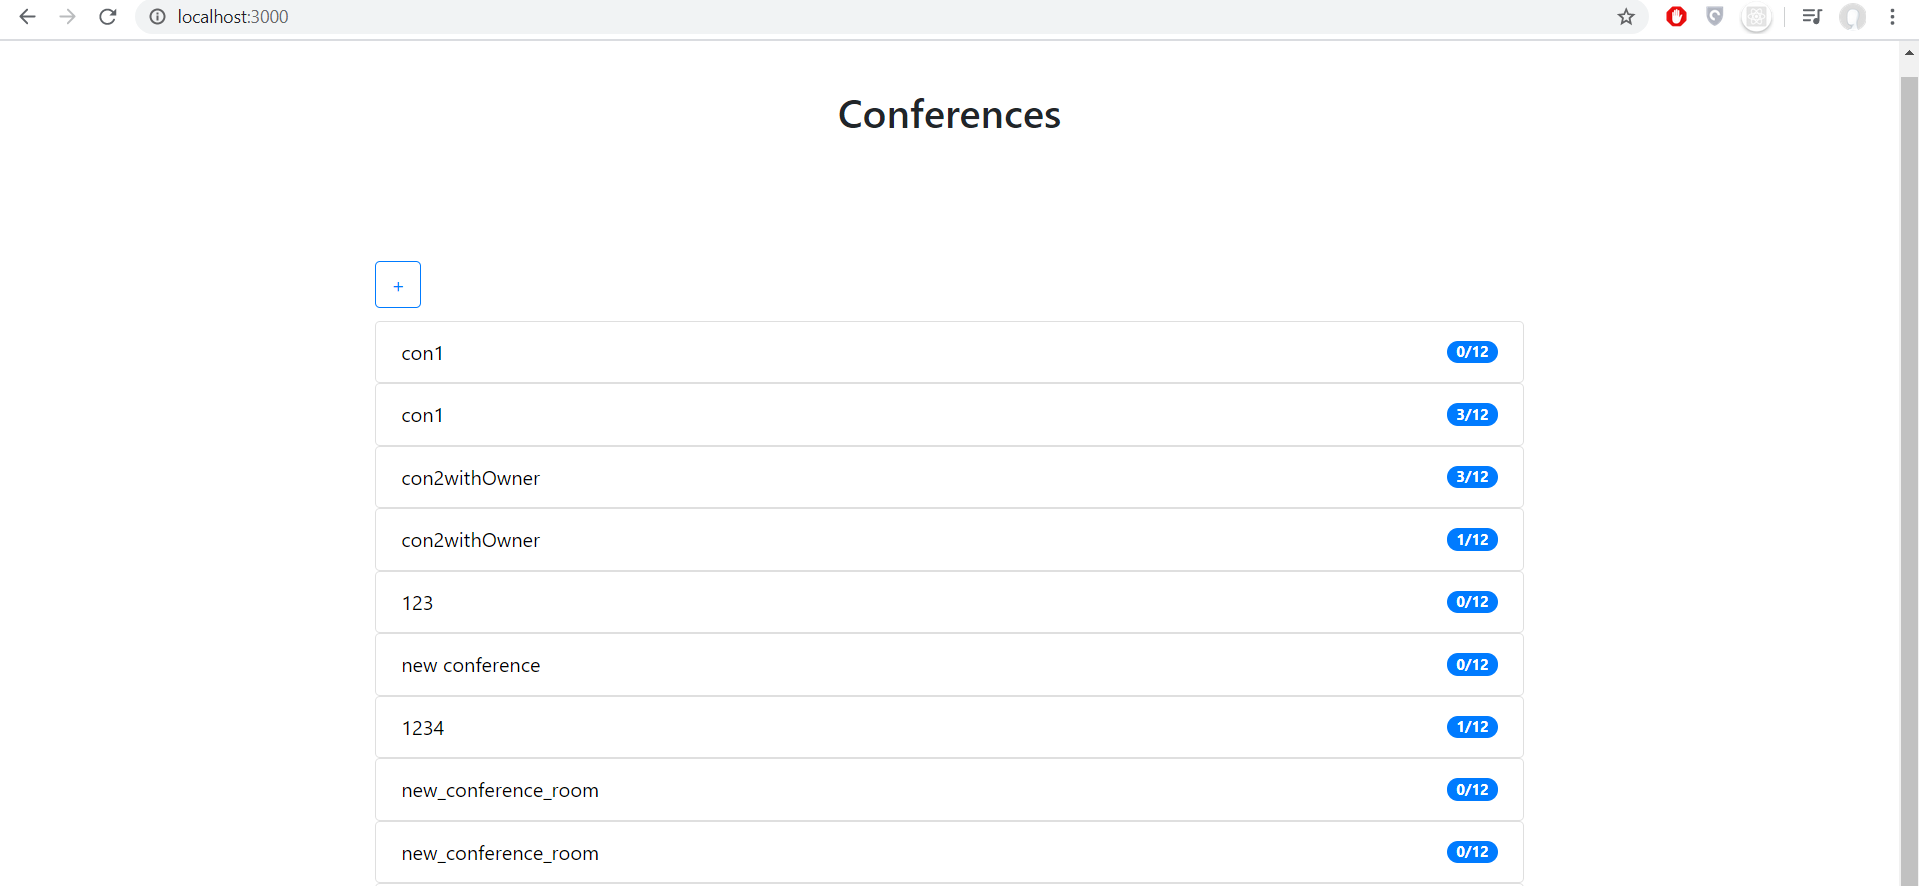 localhost:3000
Conferences
+
con1 0/12
con1 3/12
con2withOwner 3/12
con2withOwner 1/12
123 0/12
new conference 0/12
1234 1/12
new_conference_room 0/12
new_conference_room 0/12